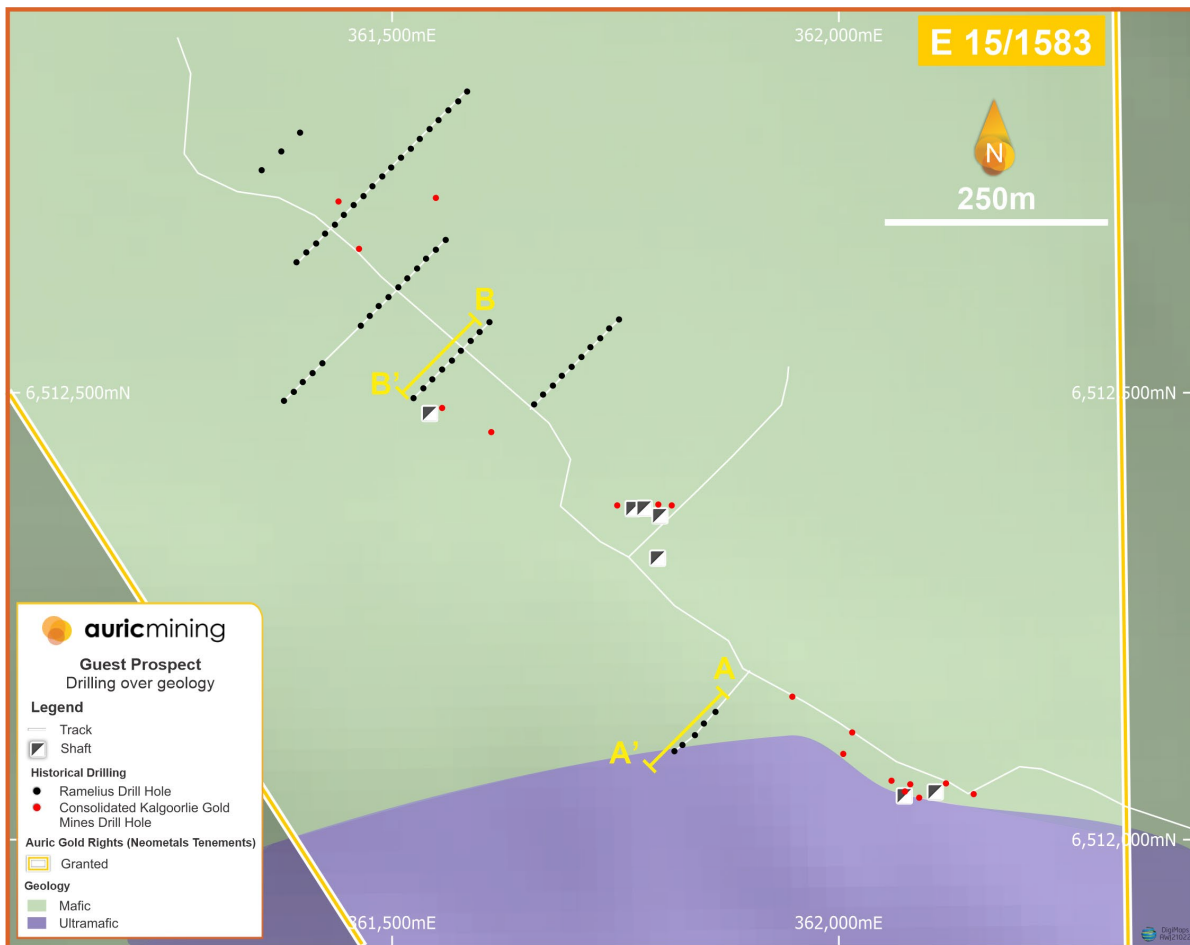 361,500mE
362,000mE
E 15/1583
N
250m
B
B'
6,512,500mN
6,512,500mN
A
A'
auricmining
Guest Prospect
Drilling over geology
Legend
Track
Shaft
Historical Drilling
Ramelius Drill Hole
Consolidated Kalgoorlie Gold
Mines Drill Hole
Auric Gold Rights (Neometals Tenements)
Granted
Geology
Mafic
Ultramafic
6,512,000mN
361,500mE
362,000mE
DigiMaps